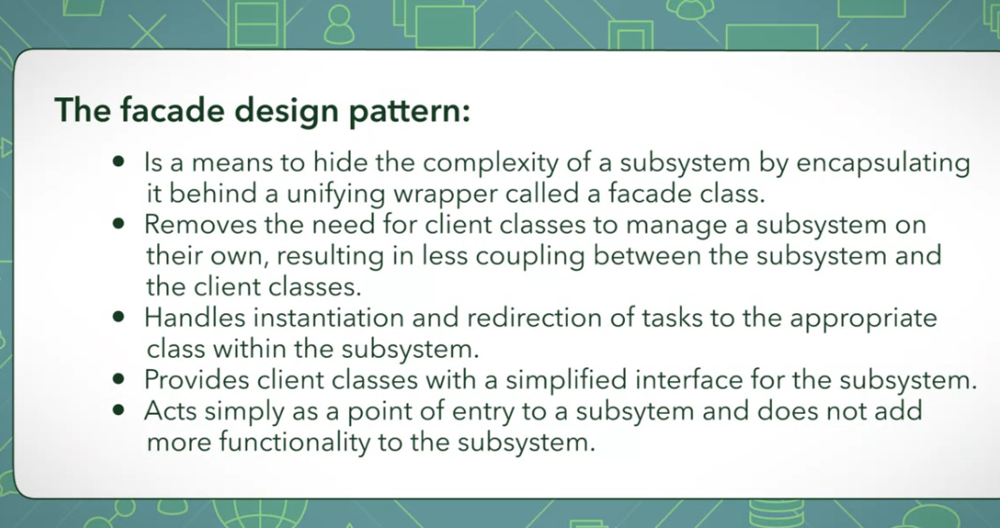 The facade design pattern:
• Is a means to hide the complexity of a subsystem by encapsulating
it behind a unifying wrapper called a facade class.
• Removes the need for client classes to manage a subsystem on
their own, resulting in less coupling between the subsystem and
the client classes.
• Handles instantiation and redirection of tasks to the appropriate
class within the subsystem.
• Provides client classes with a simplified interface for the subsystem.
• Acts simply as a point of entry to a subsytem and does not add
more functionality to the subsystem.